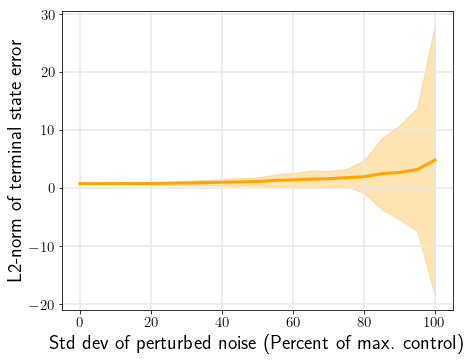 30
20
10
0
−10
−20
L2-norm of terminal state error
0 20 40 60 80 100
Std dev of perturbed noise (Percent of max. control)